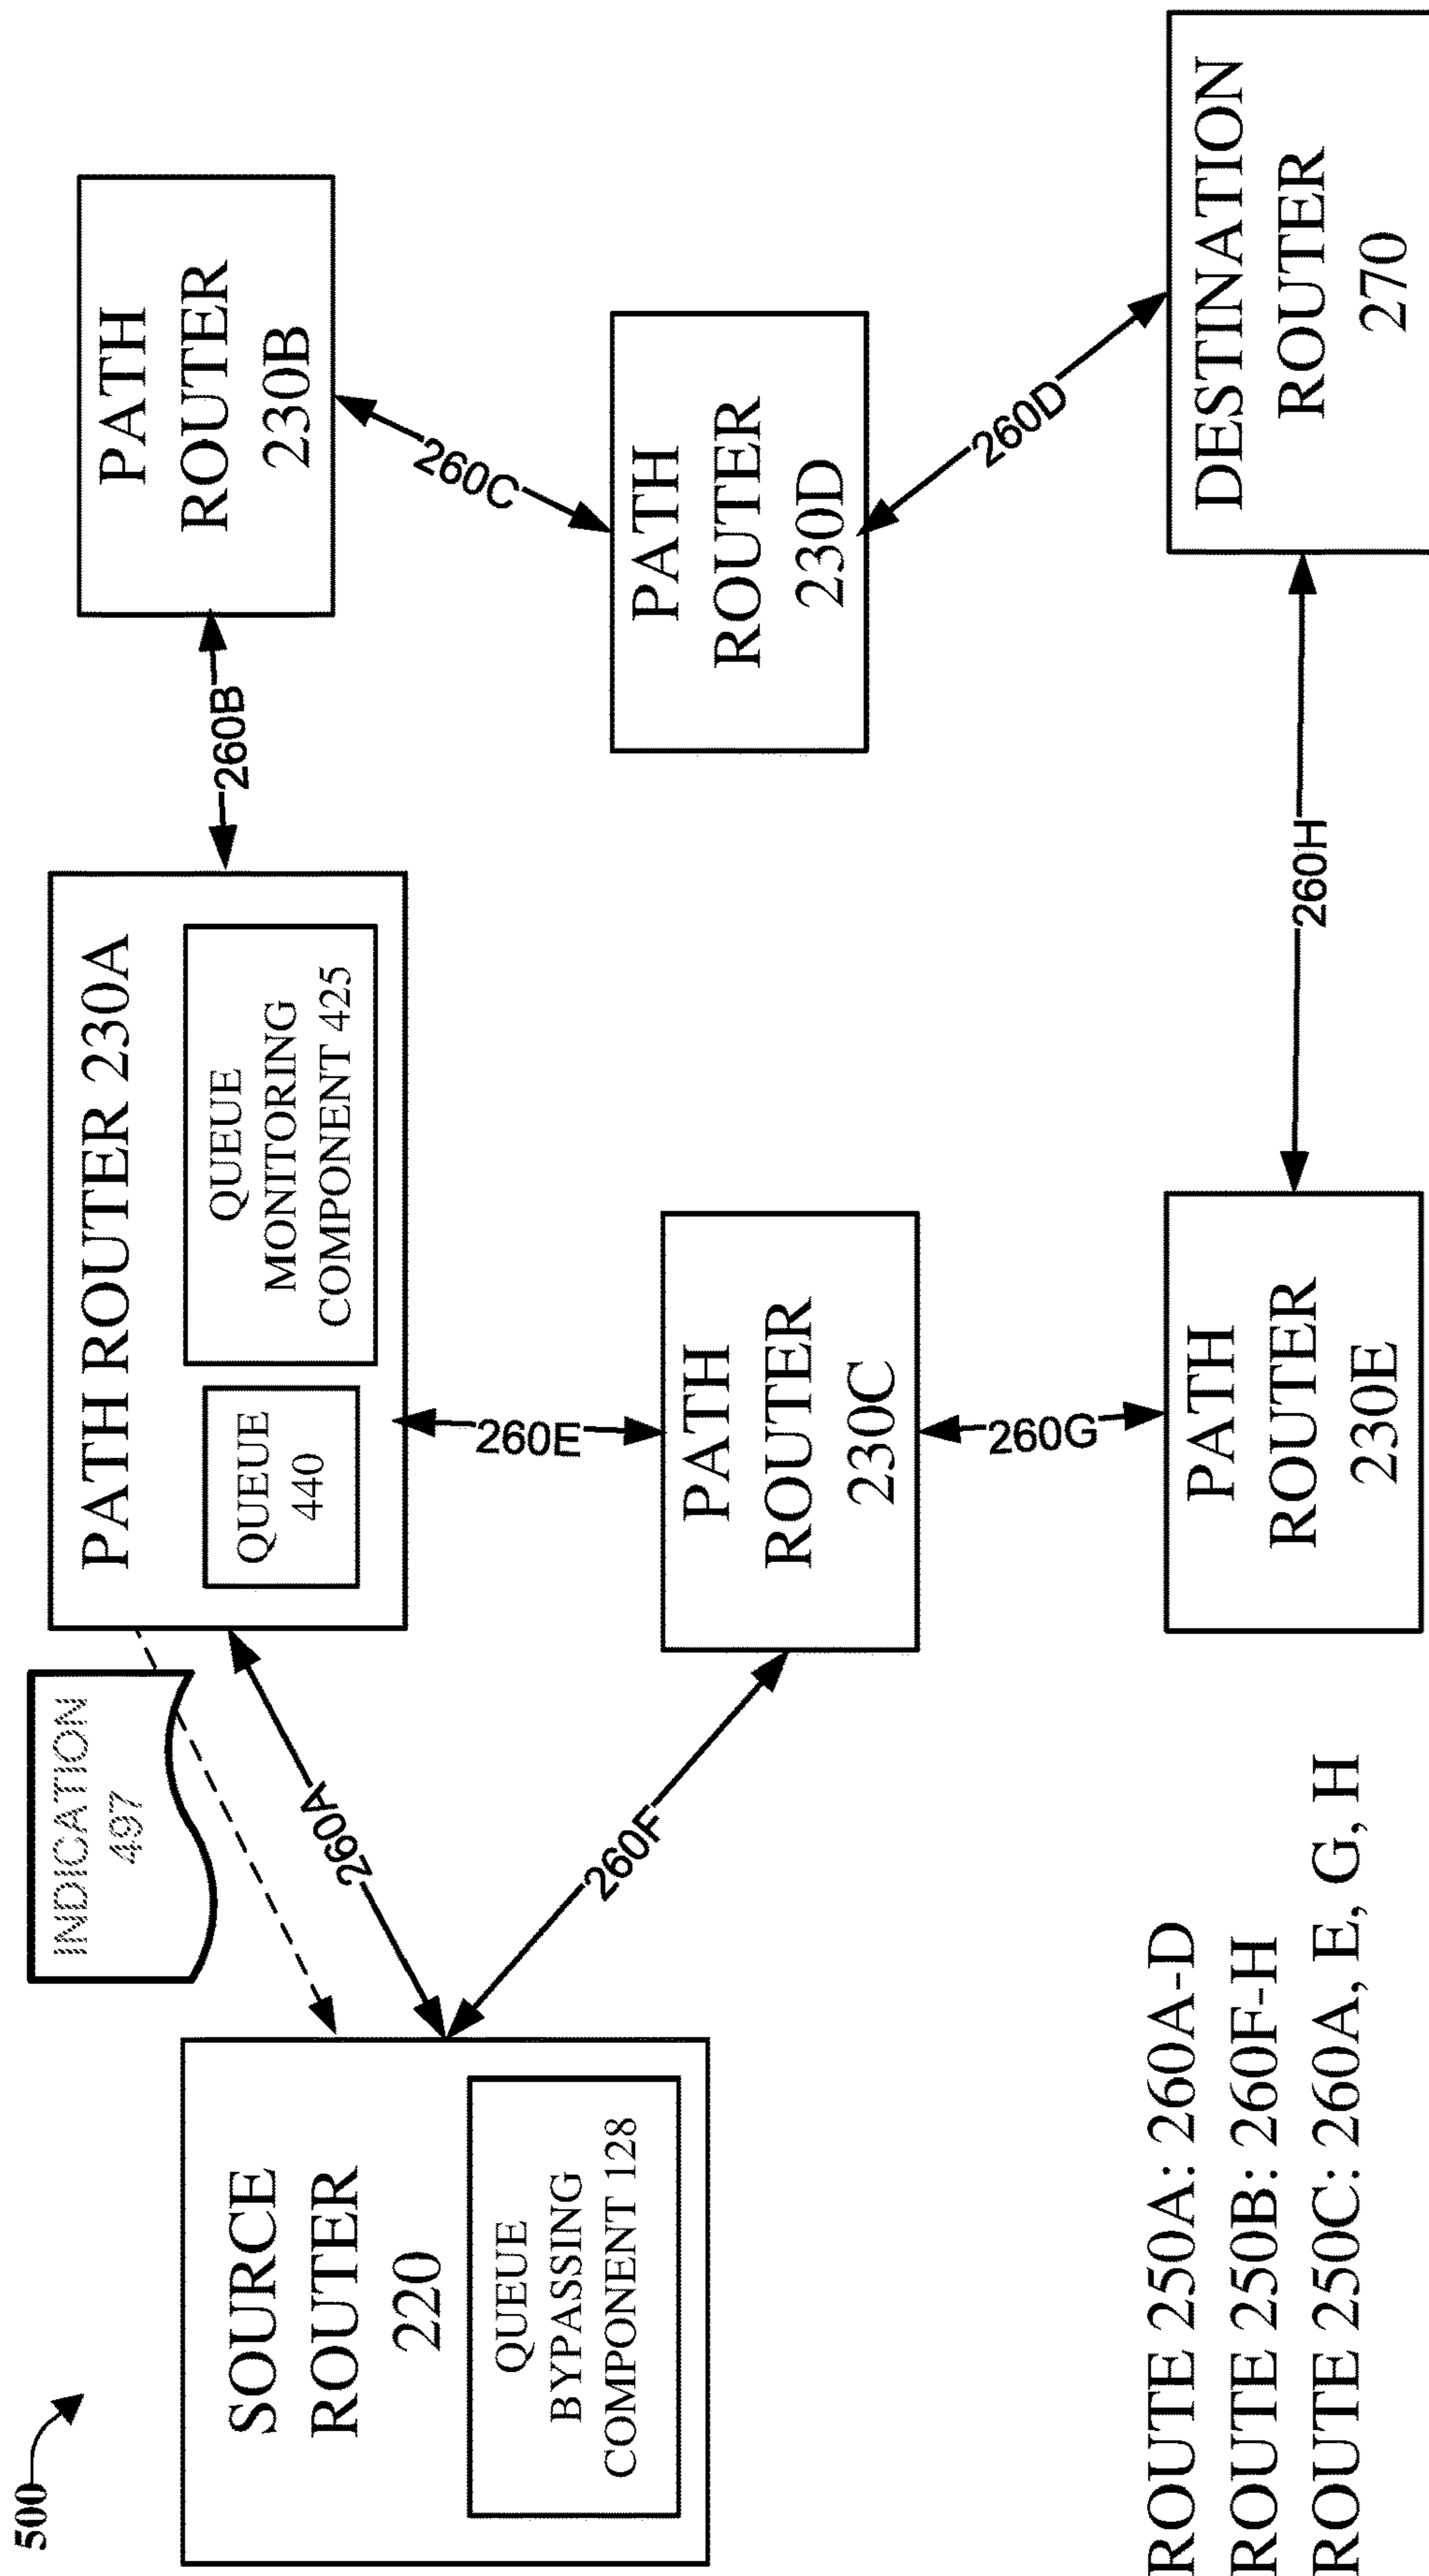 500
INDICATION
497
PATH ROUTER 230A
QUEUE
440
QUEUE
MONITORING
COMPONENT 425
260B
PATH
ROUTER
230B
SOURCE
ROUTER
220
QUEUE
BYPASSING
COMPONENT 128
260A
260F
260E
260C
PATH
ROUTER
230C
PATH
ROUTER
230D
260G
260D
PATH
ROUTER
230E
260H
DESTINATION
ROUTER
270
ROUTE 250A: 260A-D
ROUTE 250B: 260F-H
ROUTE 250C: 260A, E, G, H